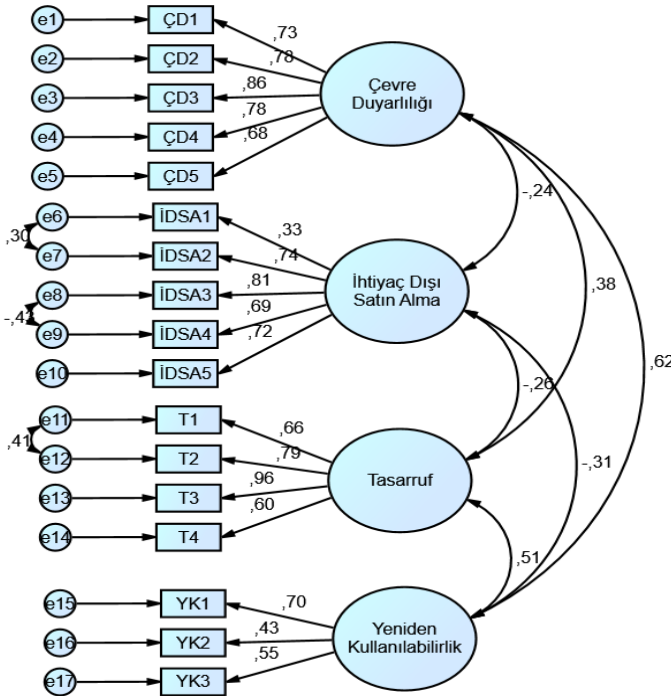 e1
ÇD1
,73
e2
ÇD2
,78
e3
ÇD3
,86
e4
ÇD4
,78
e5
ÇD5
,68
Çevre
Duyarlılığı
-,24
,38
,62
e6
İDSA1
,33
,30
e7
İDSA2
,74
e8
İDSA3
,81
e9
İDSA4
,69
e10
İDSA5
,72
İhtiyaç Dışı
Satın Alma
-,26
-,31
e11
T1
,66
,41
e12
T2
,79
e13
T3
,96
e14
T4
,60
Tasarruf
,51
e15
YK1
,70
e16
YK2
,43
e17
YK3
,55
Yeniden
Kullanılabilirlik